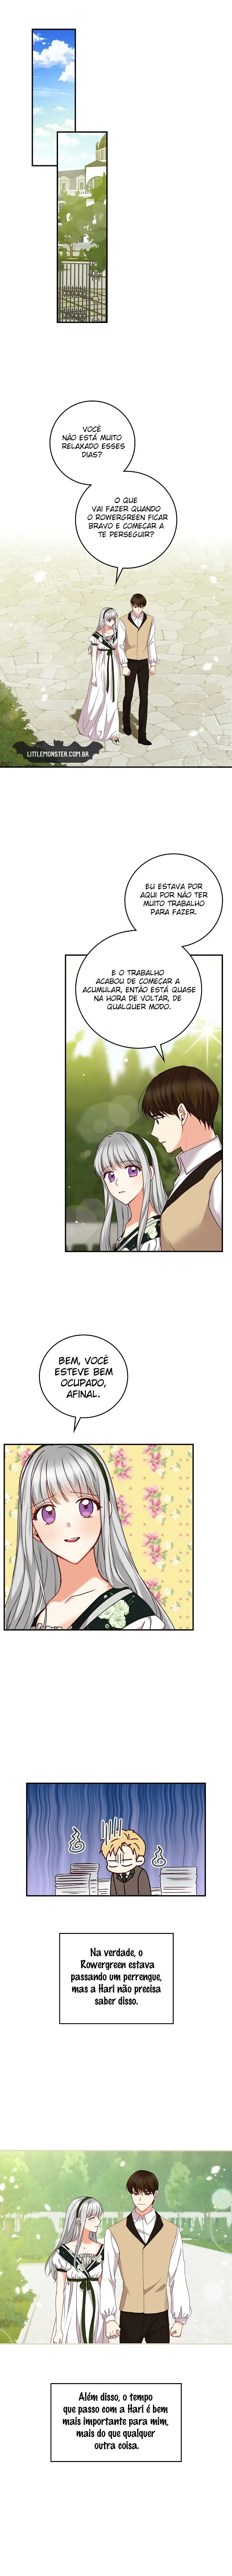 VOCÊ
NÃO ESTÁ MUITO
RELAXADO ESSES
DIAS?
O QUE
VAI FAZER QUANDO
O ROWERGREEN FICAR
BRAVO E COMEÇAR A
TE PERSEGUIR?
LITTLEMONSTER.COM.BR
EU ESTAVA POR
AQUI POR NÃO TER
MUITO TRABALHO
PARA FAZER.
E O TRABALHO
ACABOU DE COMEÇAR A
ACUMULAR, ENTÃO ESTÁ QUASE
NA HORA DE VOLTAR, DE
QUALQUER MODO.
BEM, VOCÊ
ESTEVE BEM
OCUPADO,
AFINAL.
Na verdade, o
Rowergreen estava
passando um perrengue,
mas a Hari não precisa
saber disso.
Além disso, o tempo
que passo com a Hari é bem
mais importante para mim,
mais do que qualquer
outra coisa.